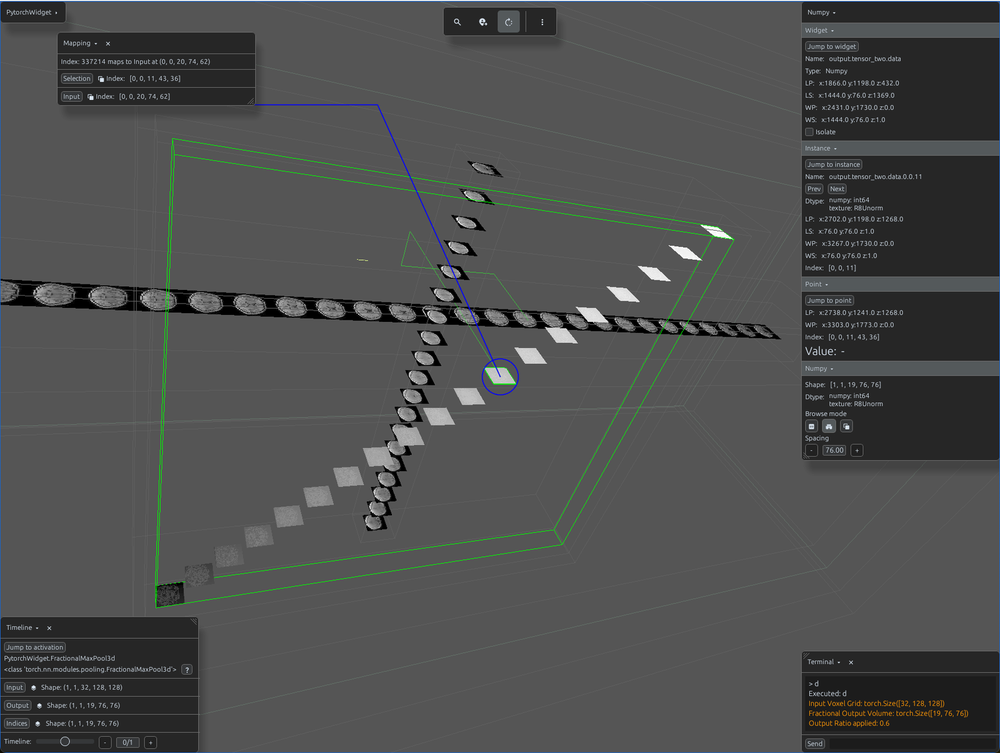 PytorchWidget
Mapping
Index: 337214 maps to Input at (0, 0, 20, 74, 62)
Selection Index: [0, 0, 11, 43, 36]
Input Index: [0, 0, 20, 74, 62]
Numpy
Widget
Jump to widget
Name: output.tensor_two.data
Type: Numpy
LP: x:1866.0 y:1198.0 z:432.0
LS: x:1444.0 y:76.0 z:1369.0
WP: x:2431.0 y:1730.0 z:0.0
WS: x:1444.0 y:76.0 z:1.0
Isolate
Instance
Jump to instance
Name: output.tensor_two.data.0.0.11
Prev Next
Dtype: numpy: int64
texture: R8Unorm
LP: x:2702.0 y:1198.0 z:1268.0
LS: x:76.0 y:76.0 z:1.0
WP: x:3267.0 y:1730.0 z:0.0
WS: x:76.0 y:76.0 z:1.0
Index: [0, 0, 11]
Point
Jump to point
LP: x:2738.0 y:1241.0 z:1268.0
WP: x:3303.0 y:1773.0 z:0.0
Index: [0, 0, 11, 43, 36]
Value: -
Numpy
Shape: [1, 1, 19, 76, 76]
Dtype: numpy: int64
texture: R8Unorm
Browse mode
Spacing
- 76.00 +
Timeline
Jump to activation
PytorchWidget.FractionalMaxPool3d
<class 'torch.nn.modules.pooling.FractionalMaxPool3d'> ?
Input Shape: (1, 1, 32, 128, 128)
Output Shape: (1, 1, 19, 76, 76)
Indices Shape: (1, 1, 19, 76, 76)
Timeline: - 0/1 +
Terminal
> d
Executed: d
Input Voxel Grid: torch.Size([32, 128, 128])
Fractional Output Volume: torch.Size([19, 76, 76])
Output Ratio applied: 0.6
Send